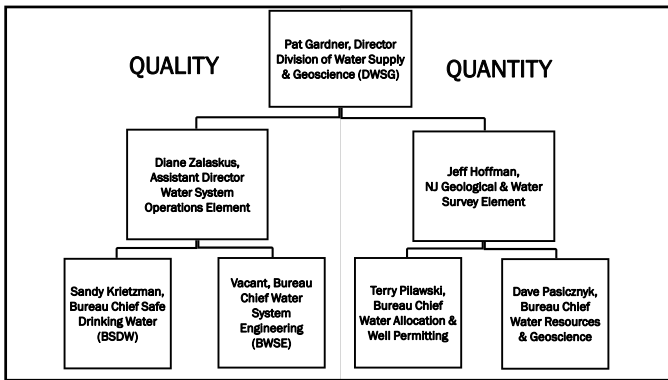 Pat Gardner, Director
Division of Water Supply
& Geoscience (DWSG)
QUALITY
QUANTITY
Diane Zalaskus,
Assistant Director
Water System
Operations Element
Jeff Hoffman,
NJ Geological & Water
Survey Element
Sandy Krietzman,
Bureau Chief Safe
Drinking Water
(BSDW)
Vacant, Bureau
Chief Water
System
Engineering
(BWSE)
Terry Pilawski,
Bureau Chief
Water Allocation &
Well Permitting
Dave Pasicznyk,
Bureau Chief
Water Resources
& Geoscience